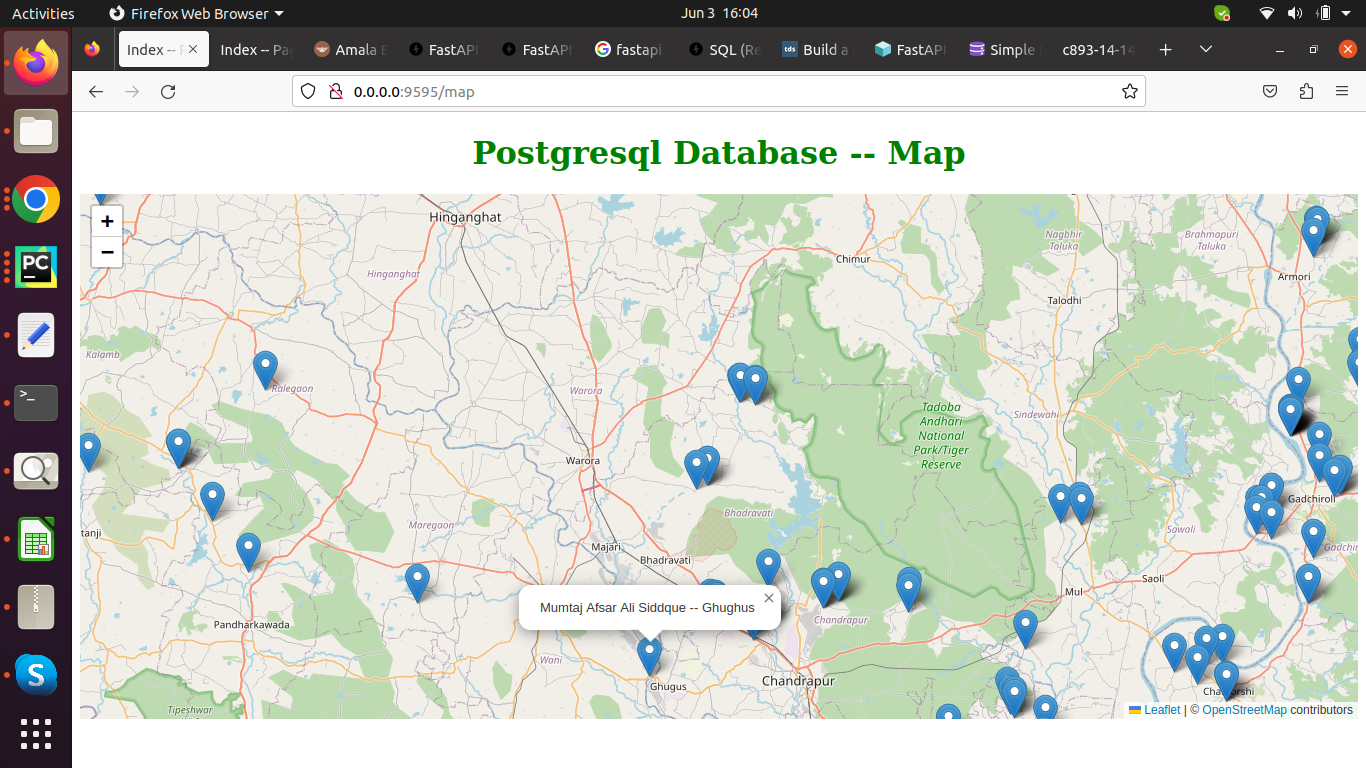 Activities
Firefox Web Browser
Jun 3 16:04
Index -- P
Index -- Pa
Amala E
FastAPI
FastAPI
fastapi
SQL (Re
tds
Build a
FastAPI
Simple
c893-14-14
0.0.0.0:9595/map
PC
>_
S
Postgresql Database -- Map
+
−
Hinganghat
Hinganghat
Chimur
Nagbhir
Taluka
Brahmapuri
Taluka
Armori
Talodhi
Kalamb
Ralegaon
Warora
Tadoba
Andhari
National
Park/Tiger
Reserve
Sindewahi
Warora
Gadchiroli
Bhadravati
Maregaon
Sawali
tanji
Majari
Bhadravati
Gadchir
Saoli
Mul
Mumtaj Afsar Ali Siddque -- Ghughus
×
Chandrapur
Pandharkawada
Wani
Ghugus
Chandrapur
Tipeshwar
Leaflet | © OpenStreetMap contributors